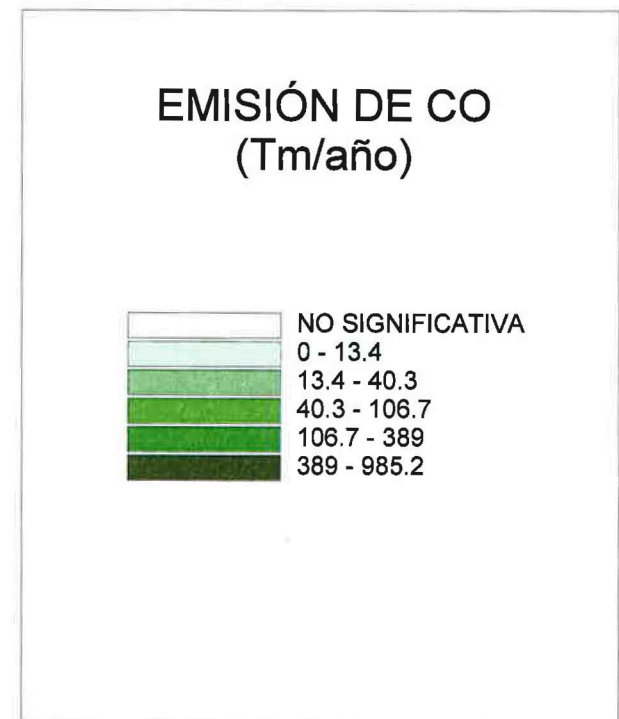 EMISIÓN DE CO
(Tm/año)
NO SIGNIFICATIVA
0 - 13.4
13.4 - 40.3
40.3 - 106.7
106.7 - 389
389 - 985.2